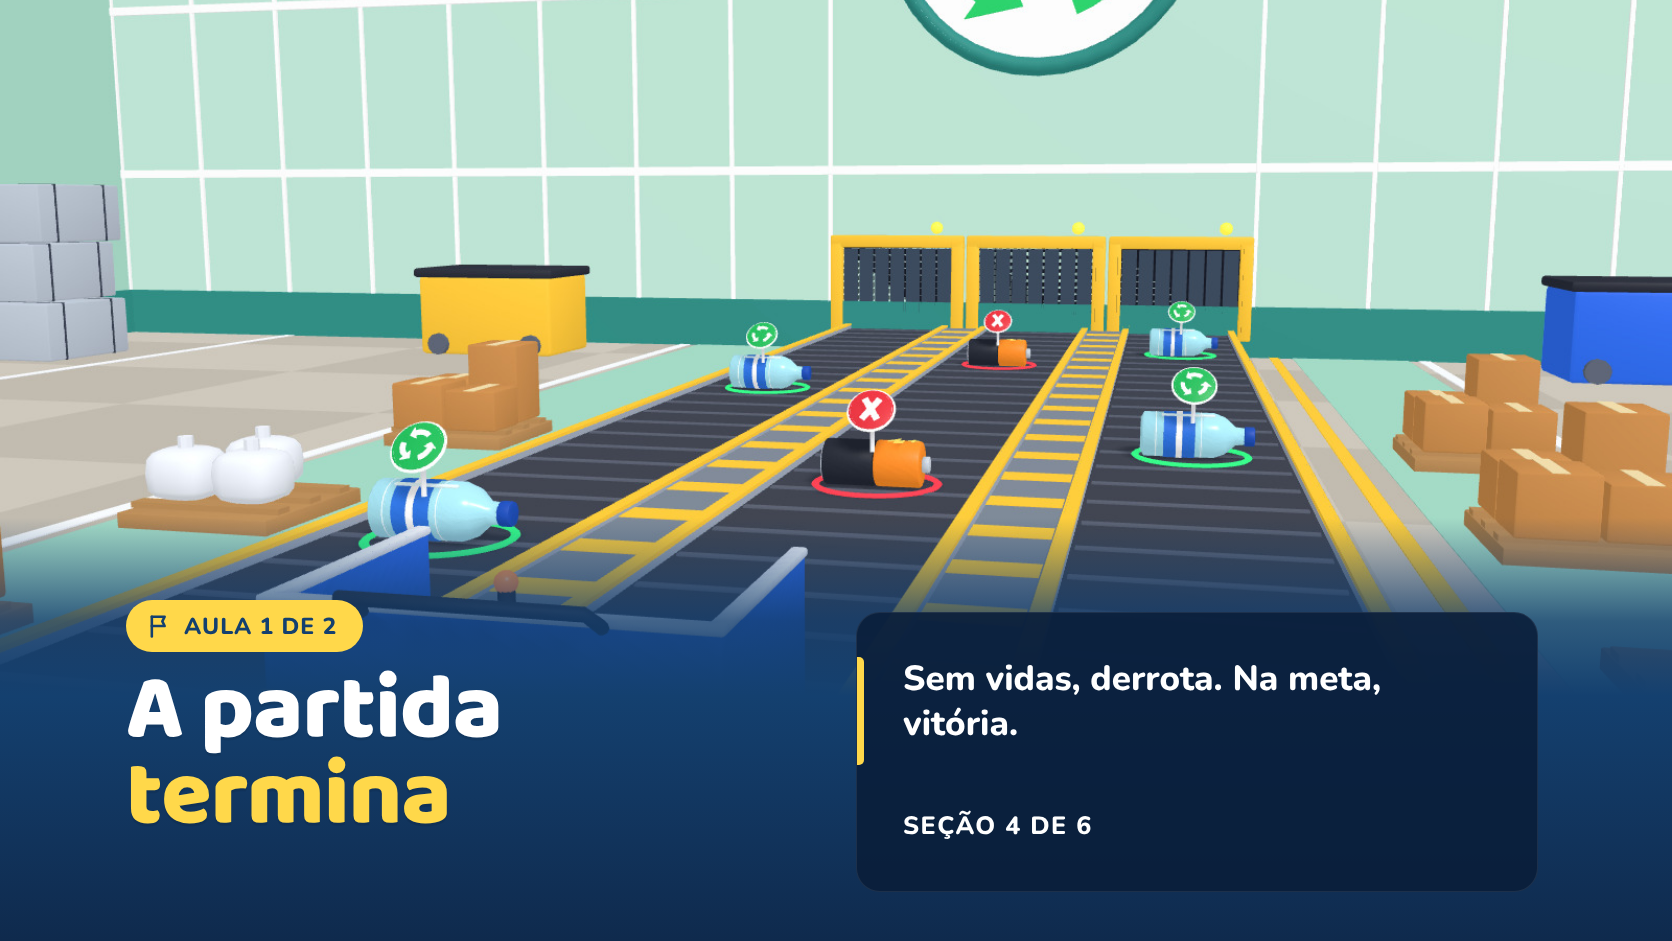 AULA 1 DE 2
A partida
termina
Sem vidas, derrota. Na meta,
vitória.
SEÇÃO 4 DE 6